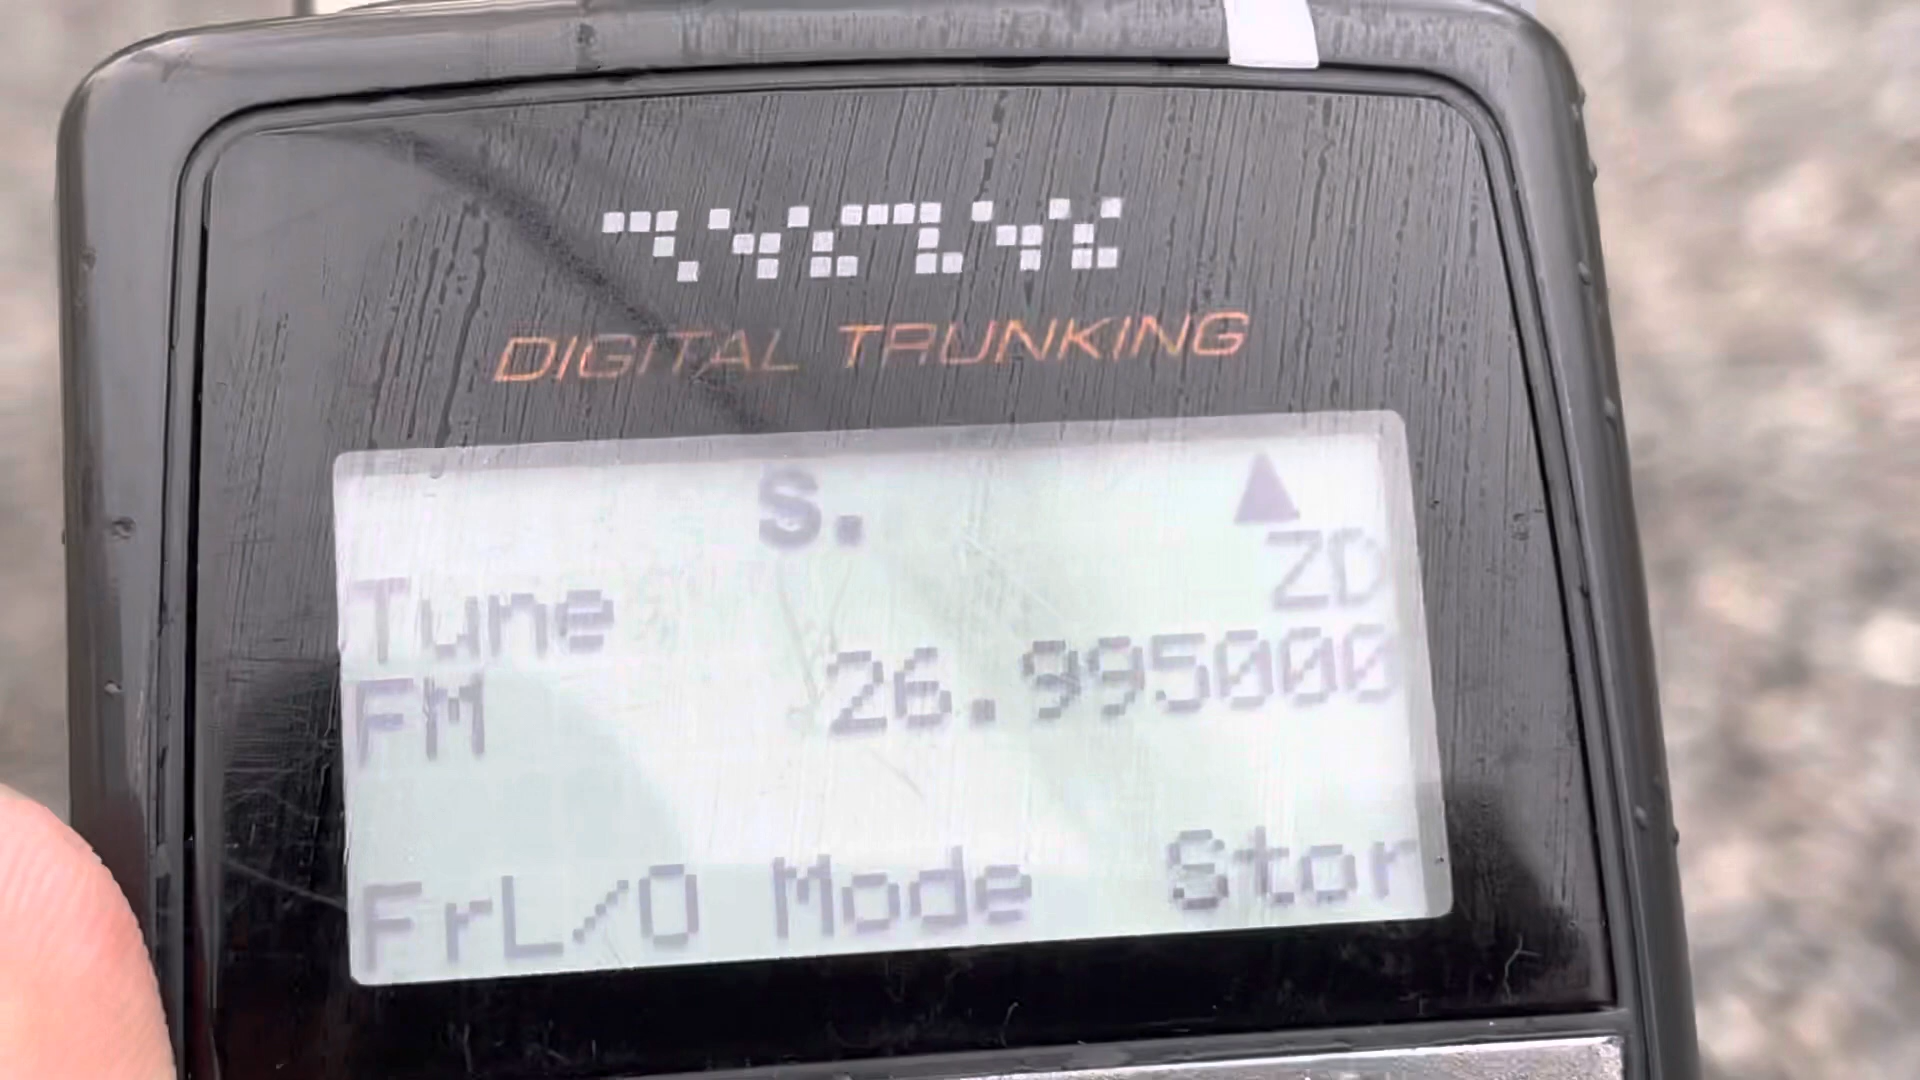 DIGITAL TRUNKING
S. ▲
Tune ZD
FM 26.995000
FrL/O Mode Stor